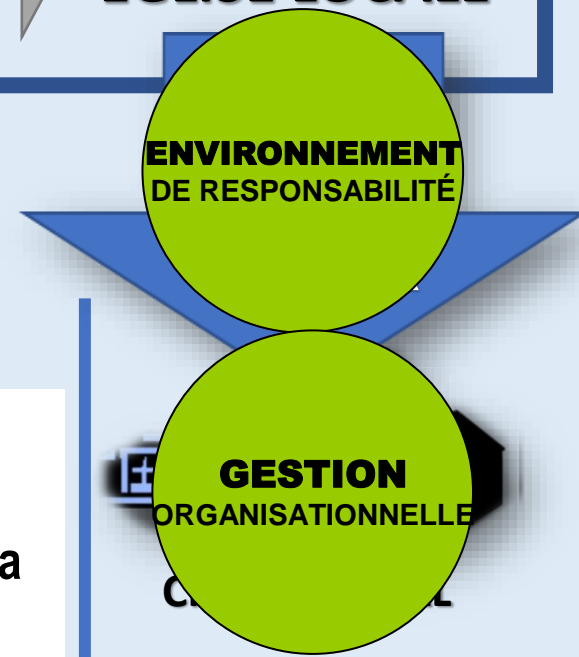 ENVIRONNEMENT
DE RESPONSABILITÉ
GESTION
ORGANISATIONNELLE
a